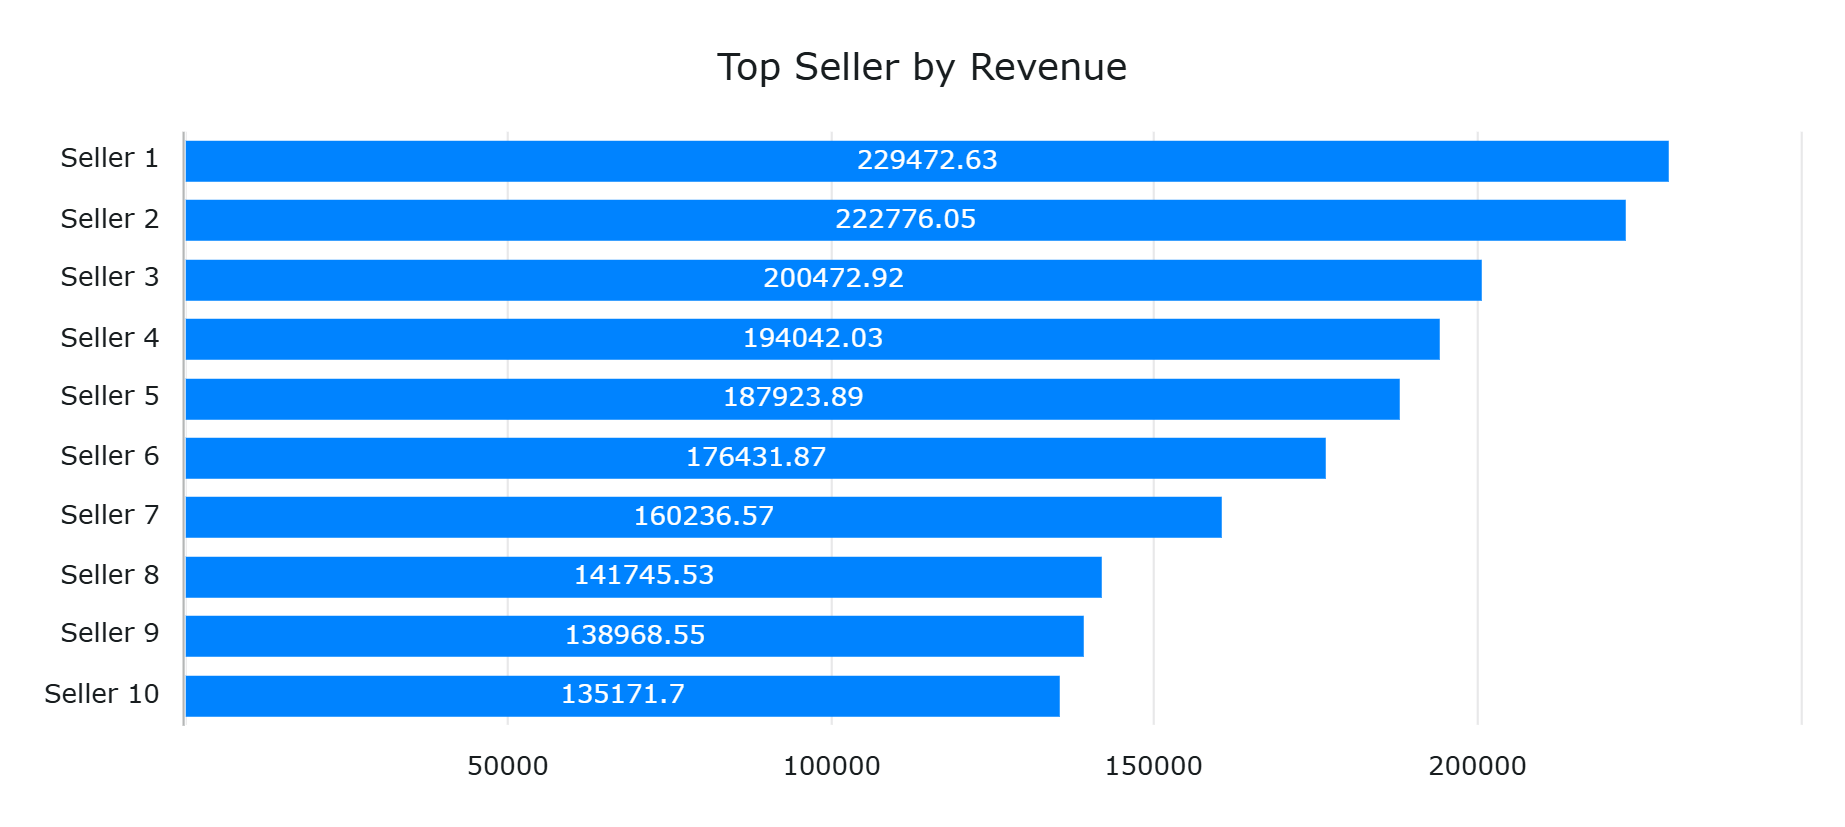 Top Seller by Revenue
Seller 1 229472.63
Seller 2 222776.05
Seller 3 200472.92
Seller 4 194042.03
Seller 5 187923.89
Seller 6 176431.87
Seller 7 160236.57
Seller 8 141745.53
Seller 9 138968.55
Seller 10 135171.7
50000 100000 150000 200000